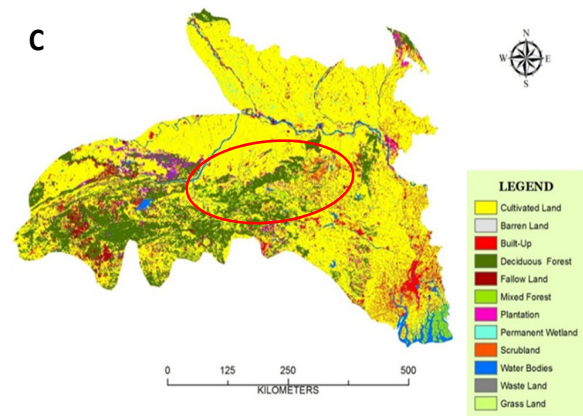 C
N
W E
S
LEGEND
Cultivated Land
Barren Land
Built-Up
Deciduous Forest
Fallow Land
Mixed Forest
Plantation
Permanent Wetland
Scrubland
Water Bodies
Waste Land
Grass Land
0 125 250 500
KILOMETERS